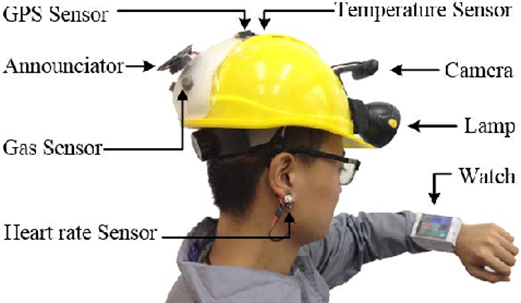 GPS Sensor
Temperature Sensor
Announciator
Camera
Lamp
Gas Sensor
Watch
Heart rate Sensor